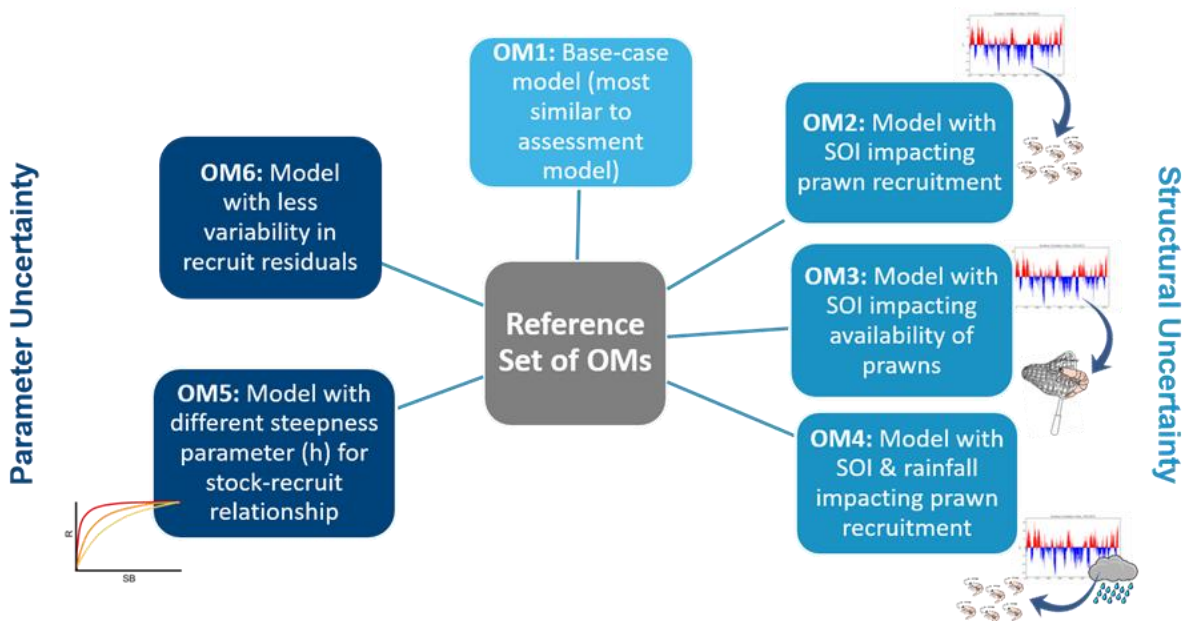 OM1: Base-case
model (most
similar to
assessment
model)
OM2: Model with
SOI impacting
prawn recruitment
OM6: Model
with less
variability in
recruit residuals
Parameter Uncertainty
Structural Uncertainty
Reference
Set of OMs
OM3: Model with
SOI impacting
availability of
prawns
OM5: Model with
different steepness
parameter (h) for
stock-recruit
relationship
OM4: Model with
SOI & rainfall
impacting prawn
recruitment
R
SB